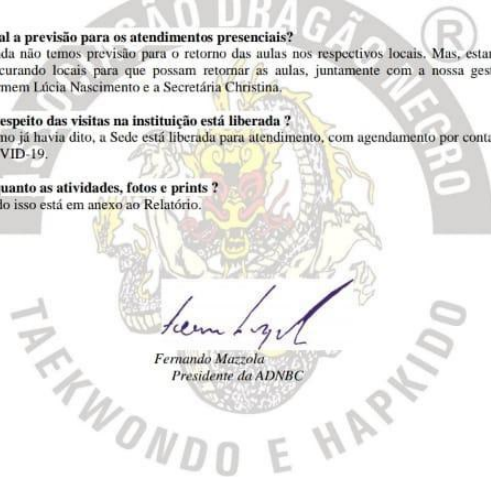 al a previsão para os atendimentos presenciais?
da não temos previsão para o retorno das aulas nos respectivos locais. Mas, estar
curando locais para que possam retornar as aulas, juntamente com a nossa gest
rmem Lúcia Nascimento e a Secretária Christina.
espeito das visitas na instituição está liberada ?
mo já havia dito, a Sede está liberada para atendimento, com agendamento por conta
VID-19.
uanto as atividades, fotos e prints ?
do isso está em anexo ao Relatório.
Fernando Mazzola
Presidente da ADNBC
ÃO DRAGÃO NEGRO
®
TAEKWONDO E HAPKIDO